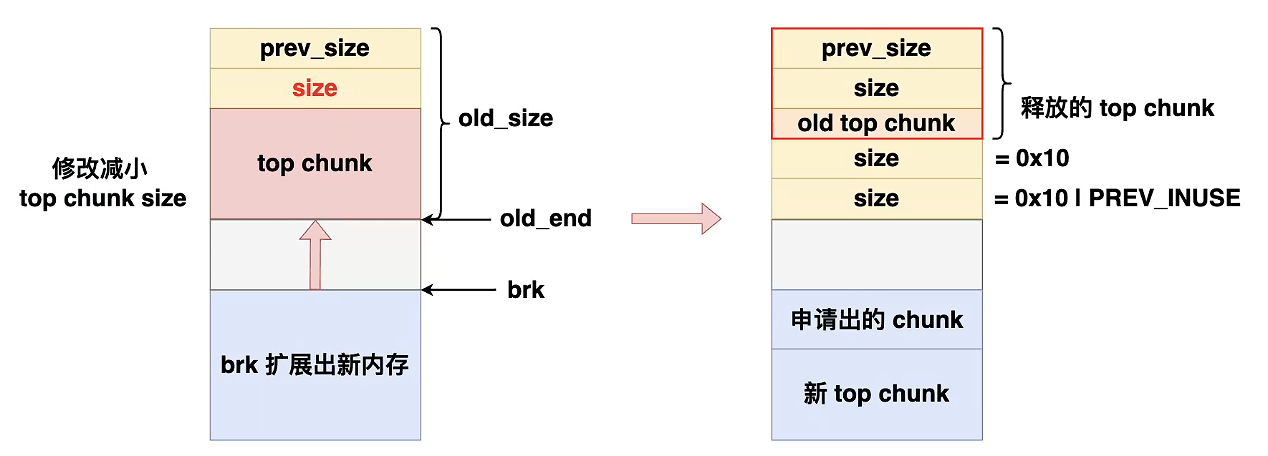 prev_size
size
top chunk
old_size
修改减小
top chunk size
old_end
brk
brk 扩展出新内存
prev_size
size
old top chunk
释放的 top chunk
size
= 0x10
size
= 0x10 | PREV_INUSE
申请出的 chunk
新 top chunk